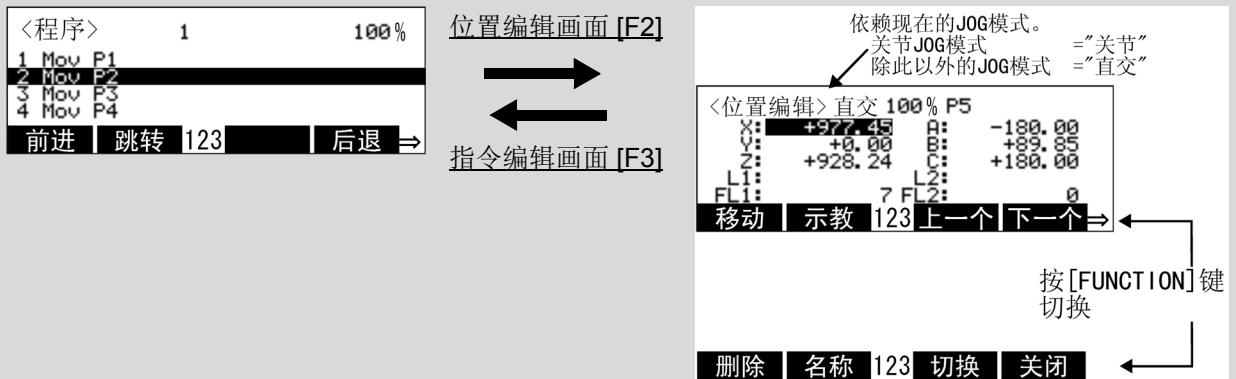 <程序> 1 100%
1 Mov P1
2 Mov P2
3 Mov P3
4 Mov P4
前进 跳转 123 后退 ⇒
位置编辑画面 [F2]
指令编辑画面 [F3]
依赖现在的JOG模式。
关节JOG模式 =″关节″
除此以外的JOG模式 =″直交″
<位置编辑> 直交 100% P5
X: +977.45 A: -180.00
Y: +0.00 B: +89.85
Z: +928.24 C: +180.00
L1: L2:
FL1: 7 FL2: 0
移动 示教 123 上一个 下一个 ⇒
按[FUNCTION]键
切换
删除 名称 123 切换 关闭